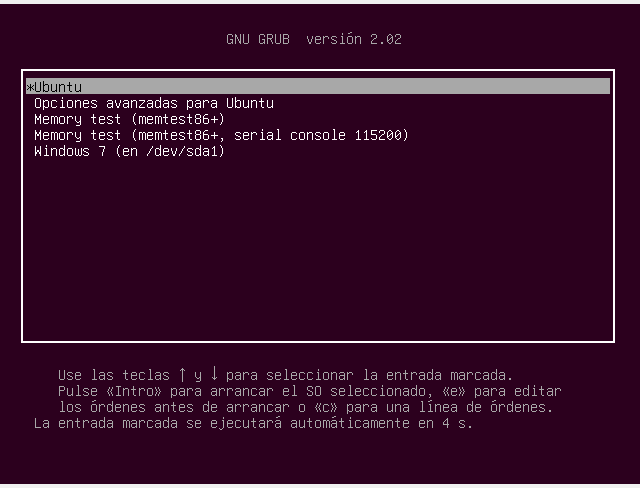 GNU GRUB  versión 2.02
*Ubuntu
Opciones avanzadas para Ubuntu
Memory test (memtest86+)
Memory test (memtest86+, serial console 115200)
Windows 7 (en /dev/sda1)
Use las teclas ↑ y ↓ para seleccionar la entrada marcada.
Pulse «Intro» para arrancar el SO seleccionado, «e» para editar
los órdenes antes de arrancar o «c» para una línea de órdenes.
La entrada marcada se ejecutará automáticamente en 4 s.